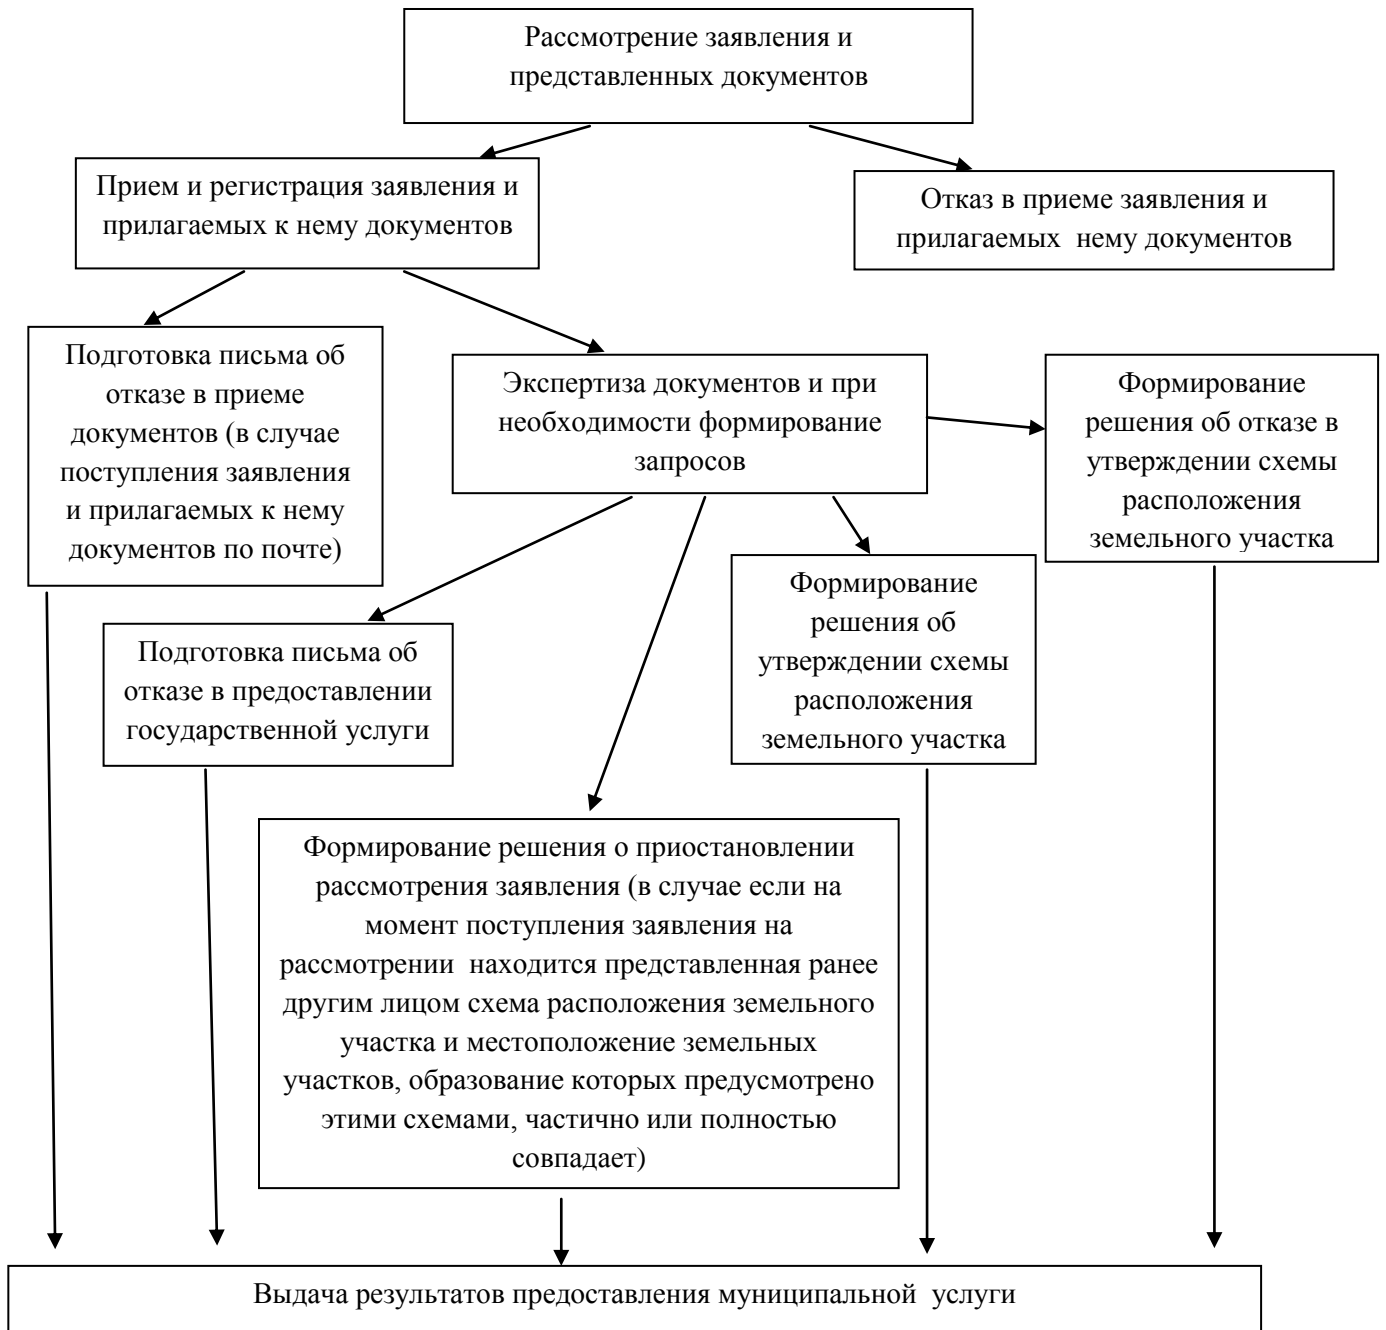 Рассмотрение заявления и
представленных документов
Прием и регистрация заявления и
прилагаемых к нему документов
Отказ в приеме заявления и
прилагаемых  нему документов
Подготовка письма об
отказе в приеме
документов (в случае
поступления заявления
и прилагаемых к нему
документов по почте)
Экспертиза документов и при
необходимости формирование
запросов
Формирование
решения об отказе в
утверждении схемы
расположения
земельного участка
Подготовка письма об
отказе в предоставлении
государственной услуги
Формирование
решения об
утверждении схемы
расположения
земельного участка
Формирование решения о приостановлении
рассмотрения заявления (в случае если на
момент поступления заявления на
рассмотрении  находится представленная ранее
другим лицом схема расположения земельного
участка и местоположение земельных
участков, образование которых предусмотрено
этими схемами, частично или полностью
совпадает)
Выдача результатов предоставления муниципальной  услуги